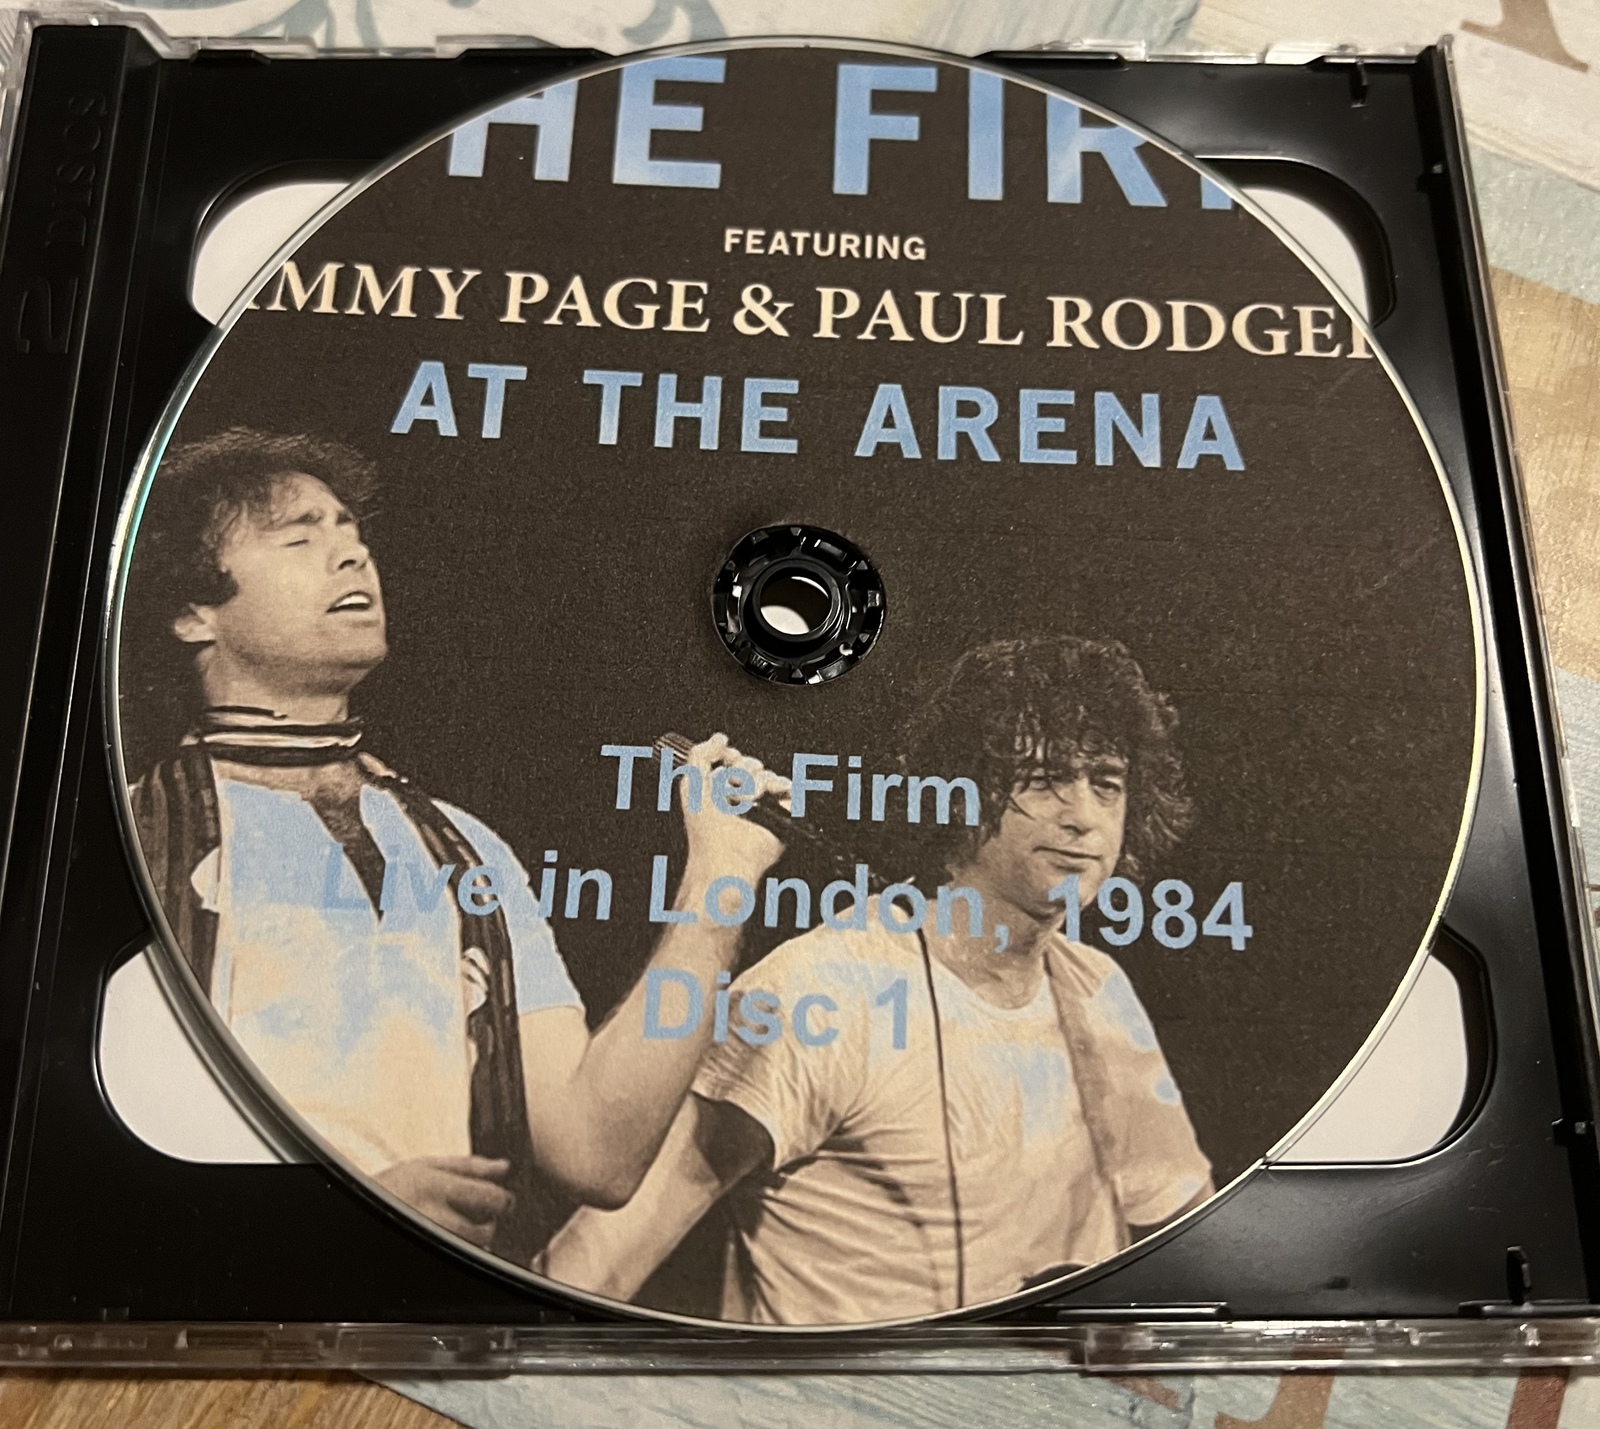 HE FIR
FEATURING
IMMY PAGE & PAUL RODGE
AT THE ARENA
The Firm
Live in London, 1984
Disc 1
2 DISCS